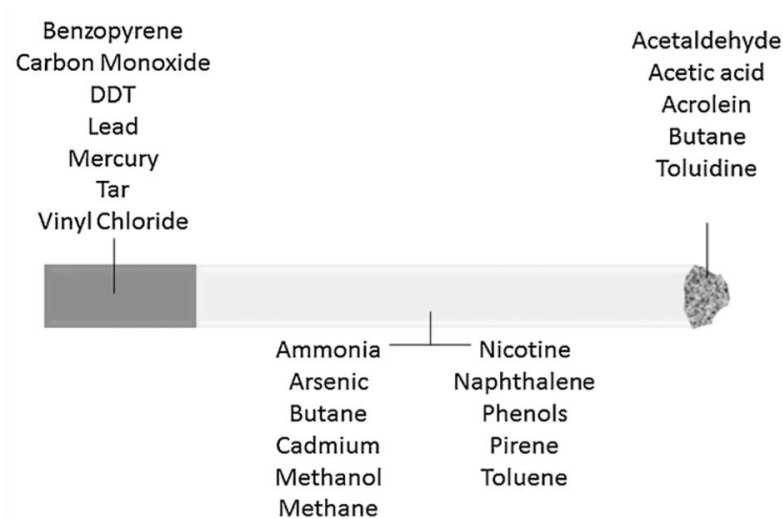 Benzopyrene
Carbon Monoxide
DDT
Lead
Mercury
Tar
Vinyl Chloride
Acetaldehyde
Acetic acid
Acrolein
Butane
Toluidine
Ammonia
Arsenic
Butane
Cadmium
Methanol
Methane
Nicotine
Naphthalene
Phenols
Pirene
Toluene